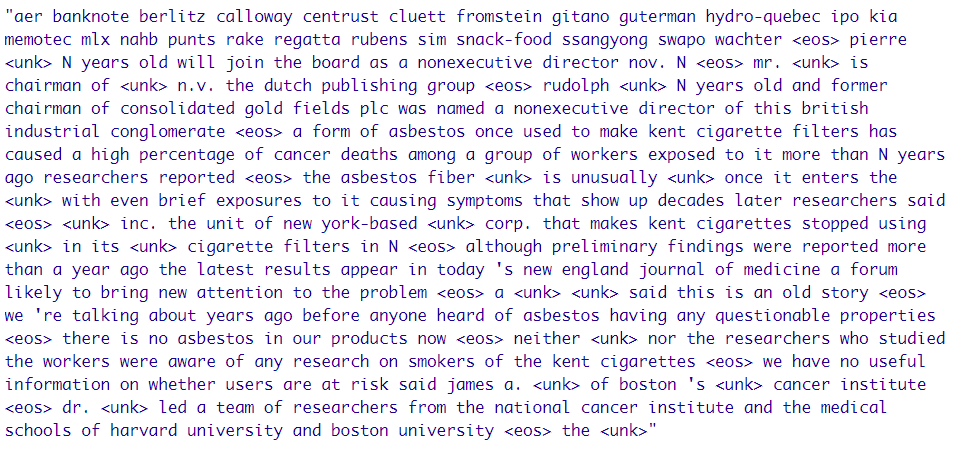 "aer banknote berlitz calloway centrust cluett fromstein gitano guterman hydro-quebec ipo kia
memotec mlx nahb punts rake regatta rubens sim snack-food ssangyong swapo wachter <eos> pierre
<unk> N years old will join the board as a nonexecutive director nov. N <eos> mr. <unk> is
chairman of <unk> n.v. the dutch publishing group <eos> rudolph <unk> N years old and former
chairman of consolidated gold fields plc was named a nonexecutive director of this british
industrial conglomerate <eos> a form of asbestos once used to make kent cigarette filters has
caused a high percentage of cancer deaths among a group of workers exposed to it more than N years
ago researchers reported <eos> the asbestos fiber <unk> is unusually <unk> once it enters the
<unk> with even brief exposures to it causing symptoms that show up decades later researchers said
<eos> <unk> inc. the unit of new york-based <unk> corp. that makes kent cigarettes stopped using
<unk> in its <unk> cigarette filters in N <eos> although preliminary findings were reported more
than a year ago the latest results appear in today 's new england journal of medicine a forum
likely to bring new attention to the problem <eos> a <unk> <unk> said this is an old story <eos>
we 're talking about years ago before anyone heard of asbestos having any questionable properties
<eos> there is no asbestos in our products now <eos> neither <unk> nor the researchers who studied
the workers were aware of any research on smokers of the kent cigarettes <eos> we have no useful
information on whether users are at risk said james a. <unk> of boston 's <unk> cancer institute
<eos> dr. <unk> led a team of researchers from the national cancer institute and the medical
schools of harvard university and boston university <eos> the <unk>"